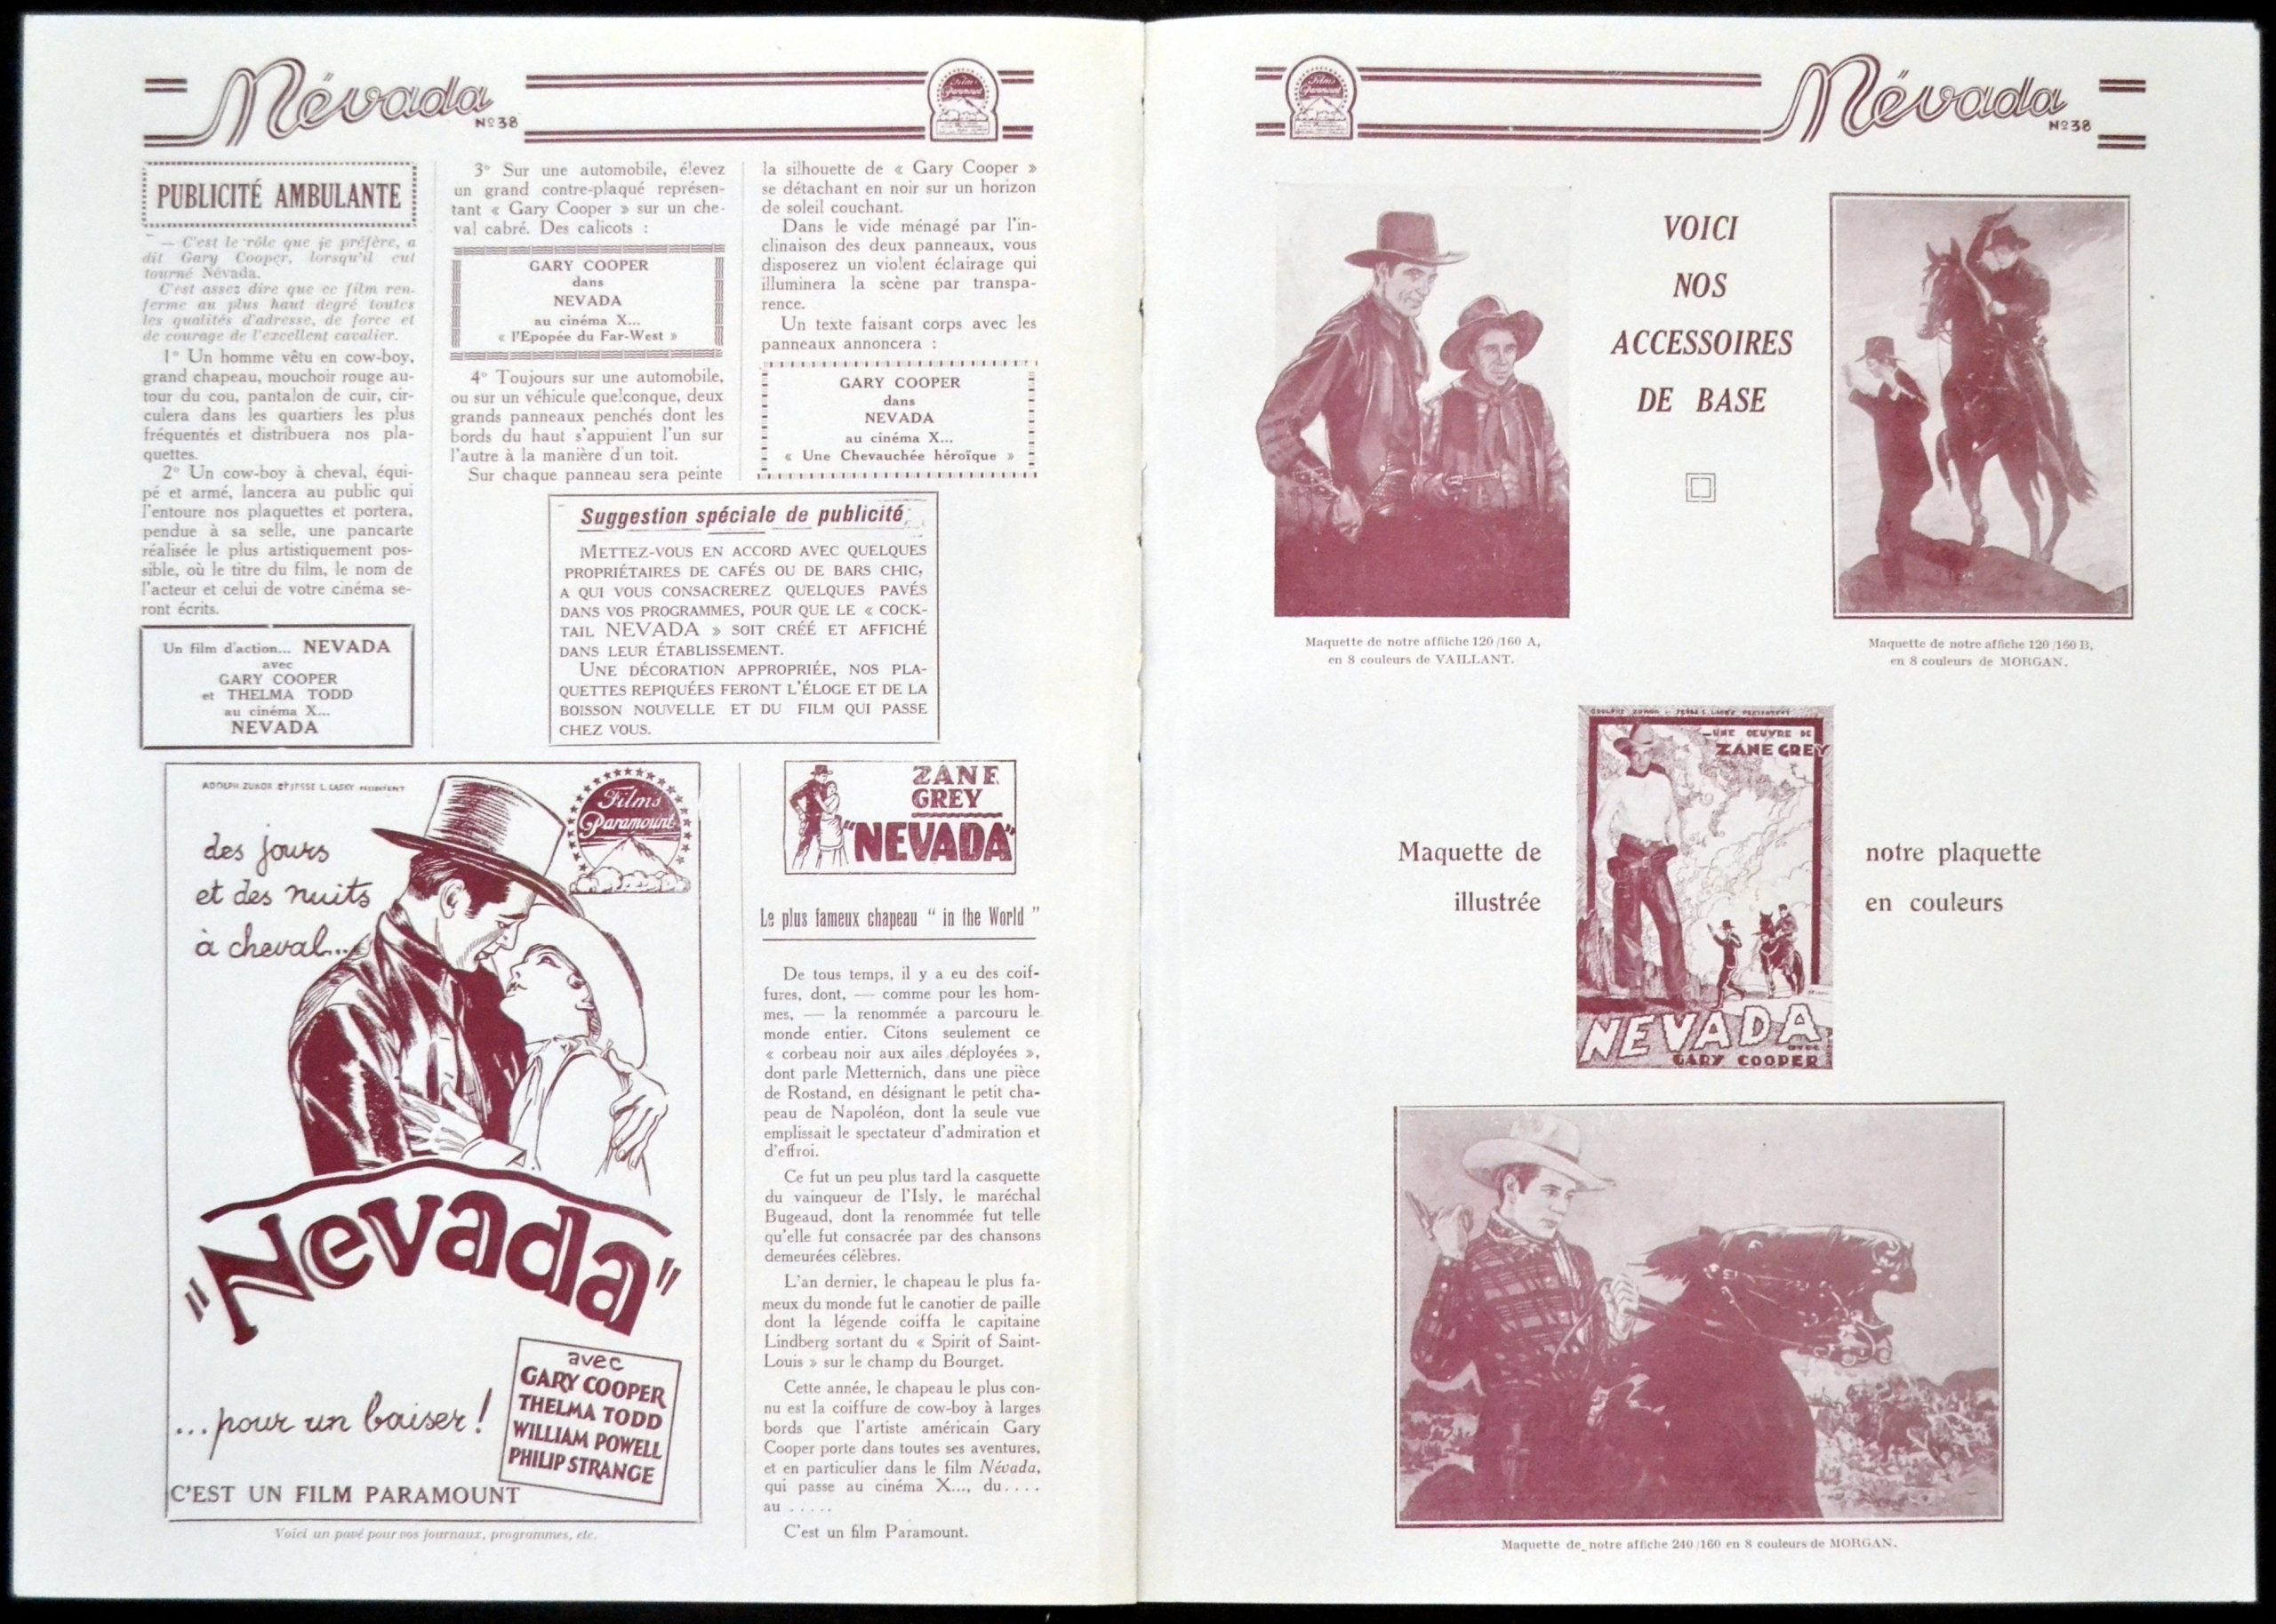 Névada
Nº 38
Films
Paramount
PUBLICITÉ AMBULANTE
— C'est le rôle que je préfère, a
dit Gary Cooper, lorsqu'il eut
tourné Névada.
C'est assez dire que ce film ren-
ferme au plus haut degré toutes
les qualités d'adresse, de force et
de courage de l'excellent cavalier.
1° Un homme vêtu en cow-boy,
grand chapeau, mouchoir rouge au-
tour du cou, pantalon de cuir, cir-
culera dans les quartiers les plus
fréquentés et distribuera nos pla-
quettes.
2° Un cow-boy à cheval, équi-
pé et armé, lancera au public qui
l'entoure nos plaquettes et portera,
pendue à sa selle, une pancarte
réalisée le plus artistiquement pos-
sible, où le titre du film, le nom de
l'acteur et celui de votre cinéma se-
ront écrits.
Un film d'action... NEVADA
avec
GARY COOPER
et THELMA TODD
au cinéma X...
NEVADA
3° Sur une automobile, élevez
un grand contre-plaqué représen-
tant « Gary Cooper » sur un che-
val cabré. Des calicots :
GARY COOPER
dans
NEVADA
au cinéma X...
« l'Epopée du Far-West »
4° Toujours sur une automobile,
ou sur un véhicule quelconque, deux
grands panneaux penchés dont les
bords du haut s'appuient l'un sur
l'autre à la manière d'un toit.
Sur chaque panneau sera peinte
la silhouette de « Gary Cooper »
se détachant en noir sur un horizon
de soleil couchant.
Dans le vide ménagé par l'in-
clinaison des deux panneaux, vous
disposerez un violent éclairage qui
illuminera la scène par transpa-
rence.
Un texte faisant corps avec les
panneaux annoncera :
GARY COOPER
dans
NEVADA
au cinéma X...
« Une Chevauchée héroïque »
Suggestion spéciale de publicité
METTEZ-VOUS EN ACCORD AVEC QUELQUES
PROPRIÉTAIRES DE CAFÉS OU DE BARS CHIC,
A QUI VOUS CONSACREREZ QUELQUES PAVÉS
DANS VOS PROGRAMMES, POUR QUE LE « COCK-
TAIL NEVADA » SOIT CRÉÉ ET AFFICHÉ
DANS LEUR ÉTABLISSEMENT.
UNE DÉCORATION APPROPRIÉE, NOS PLA-
QUETTES REPIQUÉES FERONT L'ÉLOGE ET DE LA
BOISSON NOUVELLE ET DU FILM QUI PASSE
CHEZ VOUS.
ADOLPH ZUKOR ET JESSE L. LASKY PRESENTENT
Films
Paramount
des jours
et des nuits
à cheval...
"Nevada"
...pour un baiser !
avec
GARY COOPER
THELMA TODD
WILLIAM POWELL
PHILIP STRANGE
C'EST UN FILM PARAMOUNT
Voici un pavé pour vos journaux, programmes, etc.
ZANE
GREY
"NEVADA"
Le plus fameux chapeau “ in the World ”
De tous temps, il y a eu des coif-
fures, dont, — comme pour les hom-
mes, — la renommée a parcouru le
monde entier. Citons seulement ce
« corbeau noir aux ailes déployées »,
dont parle Metternich, dans une pièce
de Rostand, en désignant le petit cha-
peau de Napoléon, dont la seule vue
emplissait le spectateur d'admiration et
d'effroi.
Ce fut un peu plus tard la casquette
du vainqueur de l'Isly, le maréchal
Bugeaud, dont la renommée fut telle
qu'elle fut consacrée par des chansons
demeurées célèbres.
L'an dernier, le chapeau le plus fa-
meux du monde fut le canotier de paille
dont la légende coiffa le capitaine
Lindberg sortant du « Spirit of Saint-
Louis » sur le champ du Bourget.
Cette année, le chapeau le plus con-
nu est la coiffure de cow-boy à larges
bords que l'artiste américain Gary
Cooper porte dans toutes ses aventures,
et en particulier dans le film Névada,
qui passe au cinéma X..., du....
au .....
C'est un film Paramount.
Films
Paramount
Névada
Nº 38
VOICI
NOS
ACCESSOIRES
DE BASE
Maquette de notre affiiche 120/160 A,
en 8 couleurs de VAILLANT.
Maquette de notre affiche 120/160 B,
en 8 couleurs de MORGAN.
Maquette de
illustrée
ADOLPH ZUKOR - JESSE L. LASKY PRESENTENT
UNE ŒUVRE DE
ZANE GREY
NEVADA
AVEC
GARY COOPER
notre plaquette
en couleurs
Maquette de notre affiche 240/160 en 8 couleurs de MORGAN.